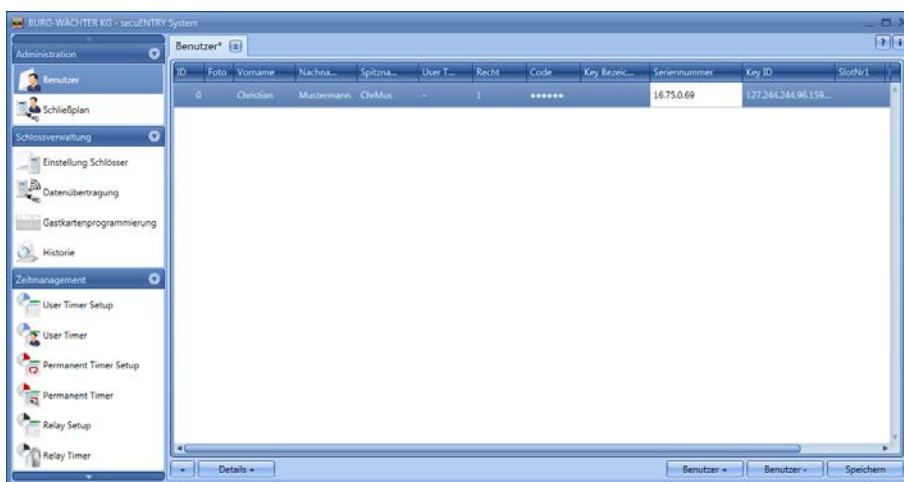 BURG-WÄCHTER KG - secuENTRY System
Administration
Benutzer
Schließplan
Schlossverwaltung
Einstellung Schlösser
Datenübertragung
Gastkartenprogrammierung
Historie
Zeitmanagement
User Timer Setup
User Timer
Permanent Timer Setup
Permanent Timer
Relay Setup
Relay Timer
Benutzer*
ID Foto Vorname Nachna... Spitzna... User T... Recht Code Key Bezeic... Seriennummer Key ID SlotNr1
0 Christian Mustermann ChrMus - 1 ●●●●●● 16.75.0.69 127.244.244.96.159...
Details + Benutzer + Benutzer - Speichern